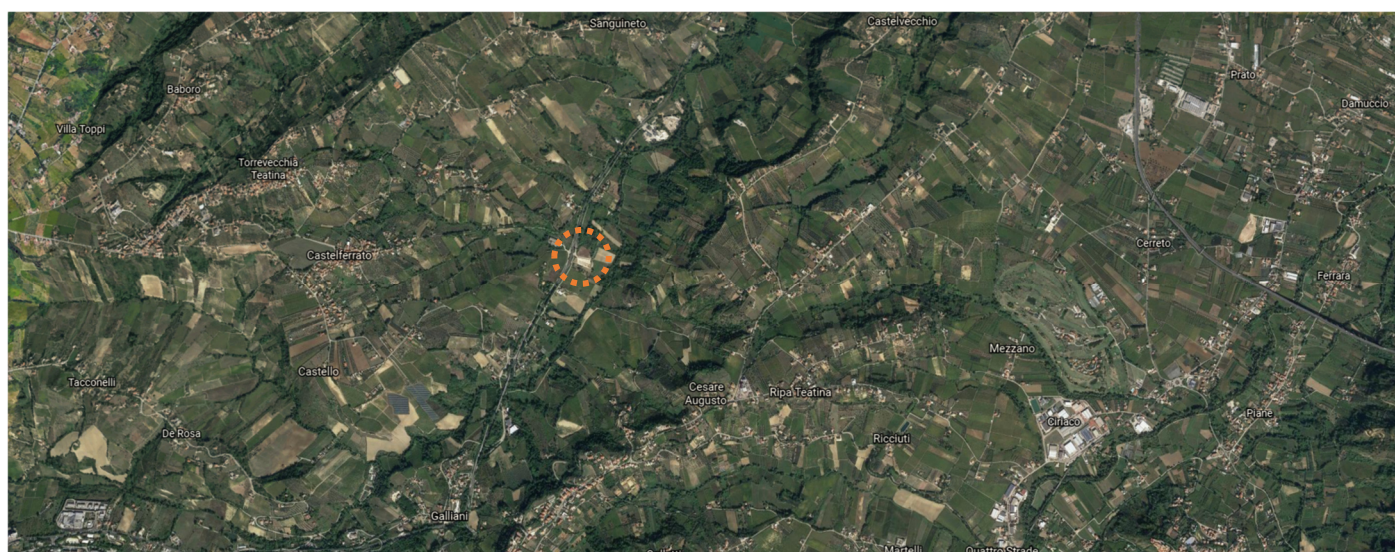 Sanguineto
Castelvecchio
Baboro
Prato
Damuccio
Villa Toppi
Torrevecchia
Teatina
Castelferrato
Cerreto
Ferrara
Mezzano
Castello
Tacconelli
Cesare
Augusto
Ripa Teatina
Piane
Ciriaco
De Rosa
Ricciuti
Galliani
Martelli
Quattro Strade